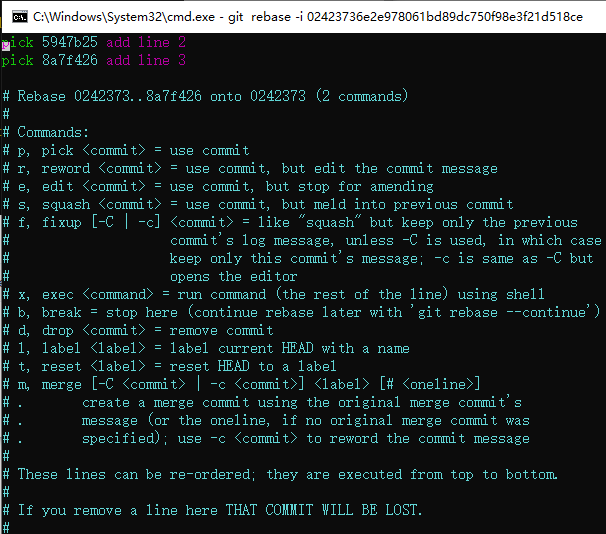 C:\Windows\System32\cmd.exe - git  rebase -i 02423736e2e978061bd89dc750f98e3f21d518ce
pick 5947b25 add line 2
pick 8a7f426 add line 3
# Rebase 0242373..8a7f426 onto 0242373 (2 commands)
#
# Commands:
# p, pick <commit> = use commit
# r, reword <commit> = use commit, but edit the commit message
# e, edit <commit> = use commit, but stop for amending
# s, squash <commit> = use commit, but meld into previous commit
# f, fixup [-C | -c] <commit> = like "squash" but keep only the previous
#                    commit's log message, unless -C is used, in which case
#                    keep only this commit's message; -c is same as -C but
#                    opens the editor
# x, exec <command> = run command (the rest of the line) using shell
# b, break = stop here (continue rebase later with 'git rebase --continue')
# d, drop <commit> = remove commit
# l, label <label> = label current HEAD with a name
# t, reset <label> = reset HEAD to a label
# m, merge [-C <commit> | -c <commit>] <label> [# <oneline>]
# .       create a merge commit using the original merge commit's
# .       message (or the oneline, if no original merge commit was
# .       specified); use -c <commit> to reword the commit message
#
# These lines can be re-ordered; they are executed from top to bottom.
#
# If you remove a line here THAT COMMIT WILL BE LOST.
#